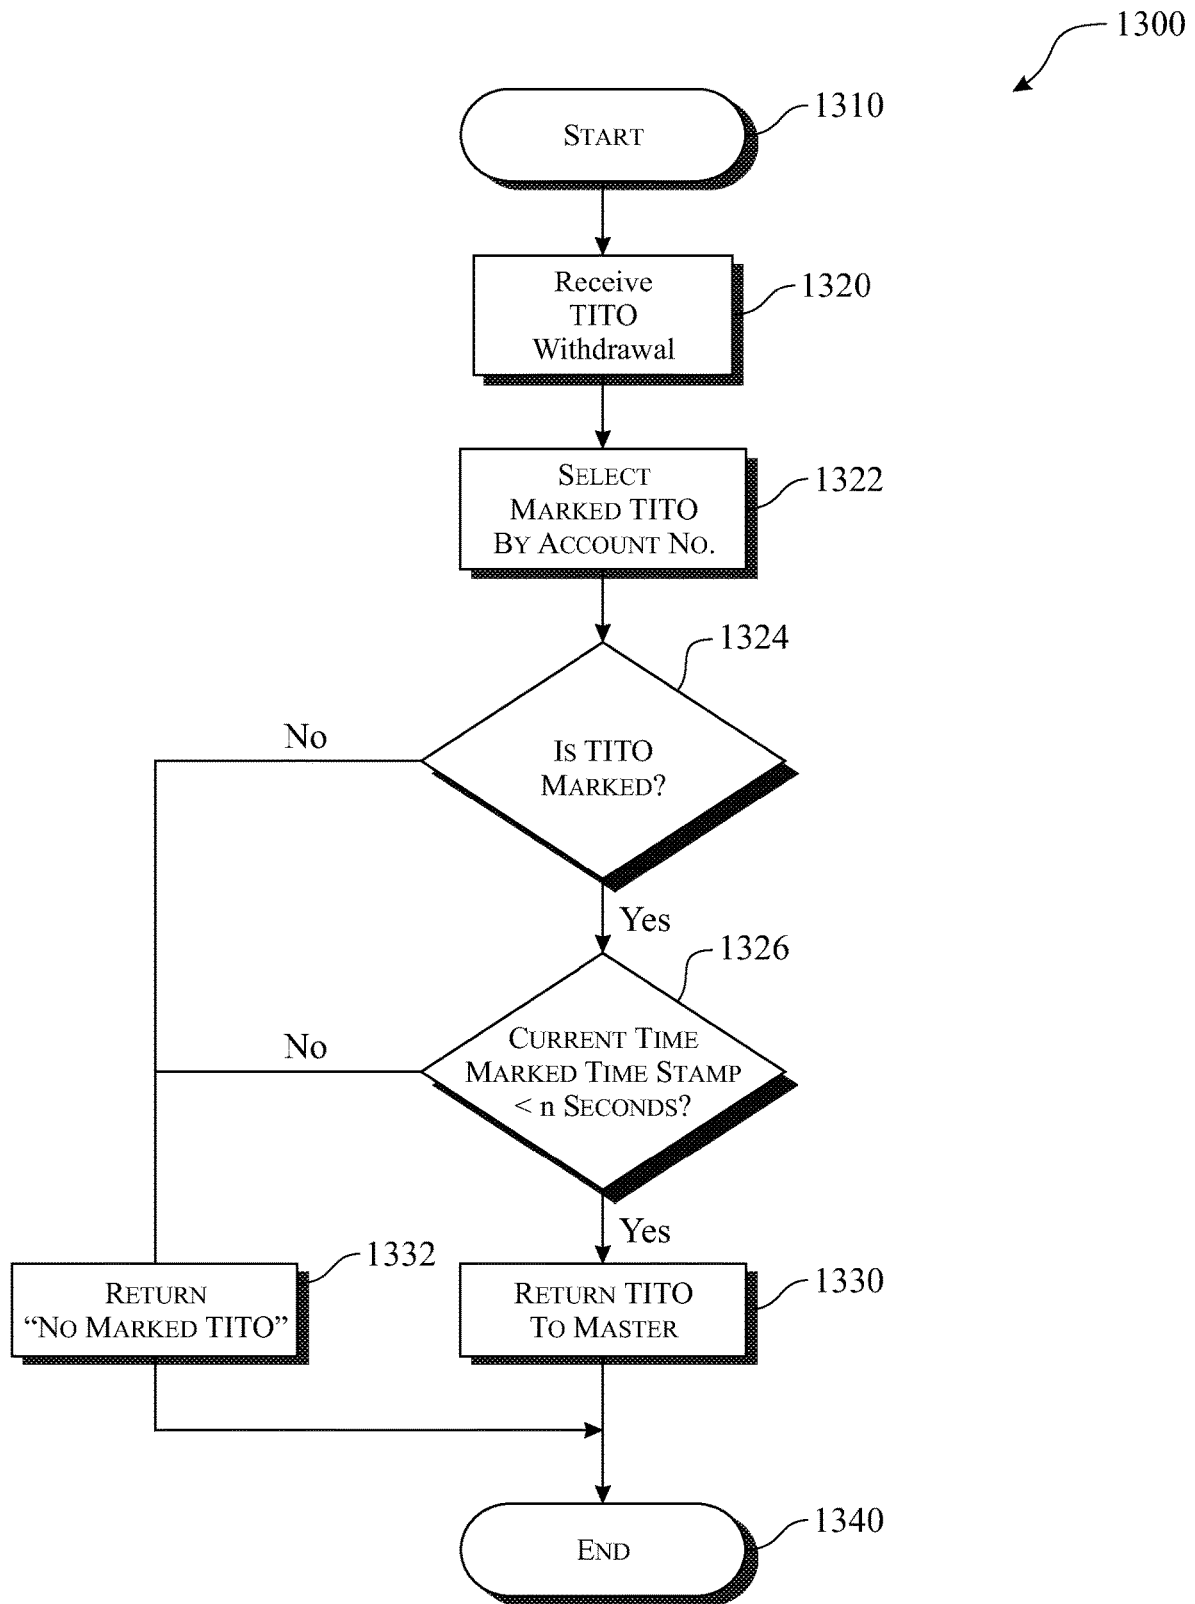 1300
START
1310
Receive
TITO
Withdrawal
1320
SELECT
MARKED TITO
BY ACCOUNT NO.
1322
1324
IS TITO
MARKED?
No
Yes
1326
CURRENT TIME
MARKED TIME STAMP
< n SECONDS?
No
Yes
RETURN
“NO MARKED TITO”
1332
RETURN TITO
TO MASTER
1330
END
1340